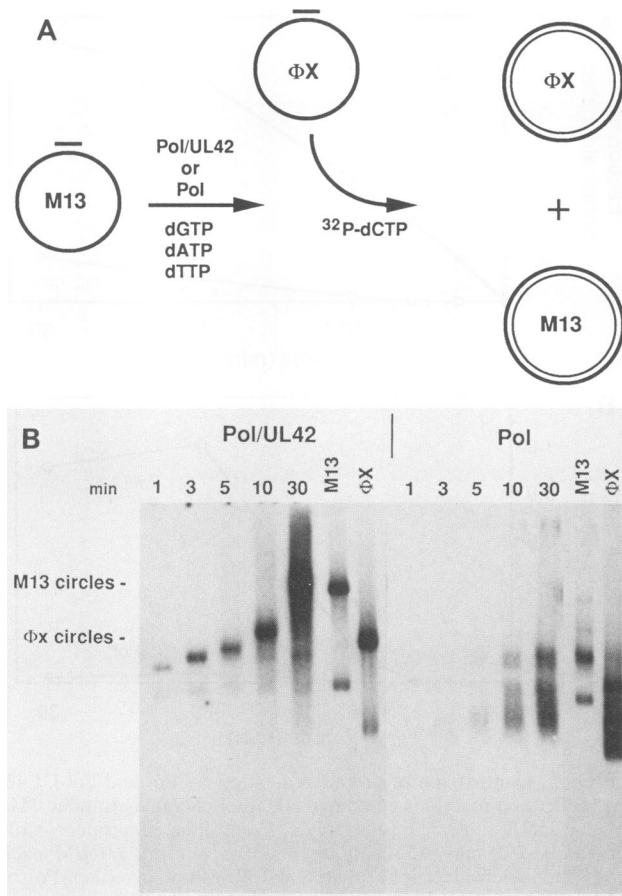 A
ΦX
ΦX
Pol/UL42
or
Pol
M13
dGTP
dATP
dTTP
32P-dCTP
+
M13
B
Pol/UL42
Pol
min 1 3 5 10 30 M13 ΦX 1 3 5 10 30 M13 ΦX
M13 circles -
Φx circles -